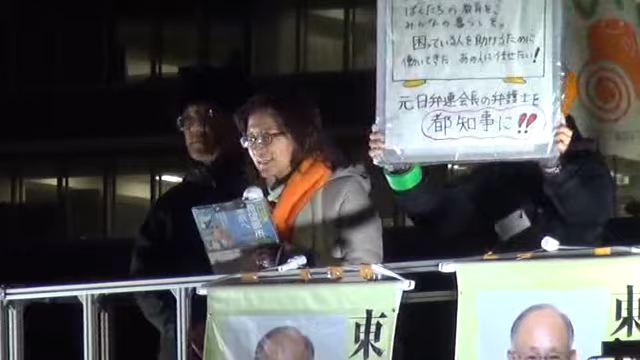 ぼくたちの教育を、
みんなの暮らしを。
困っている人を助けるために
働いてきた あの人に任せたい!
元日弁連会長の弁護士を
都知事に!!
東
東